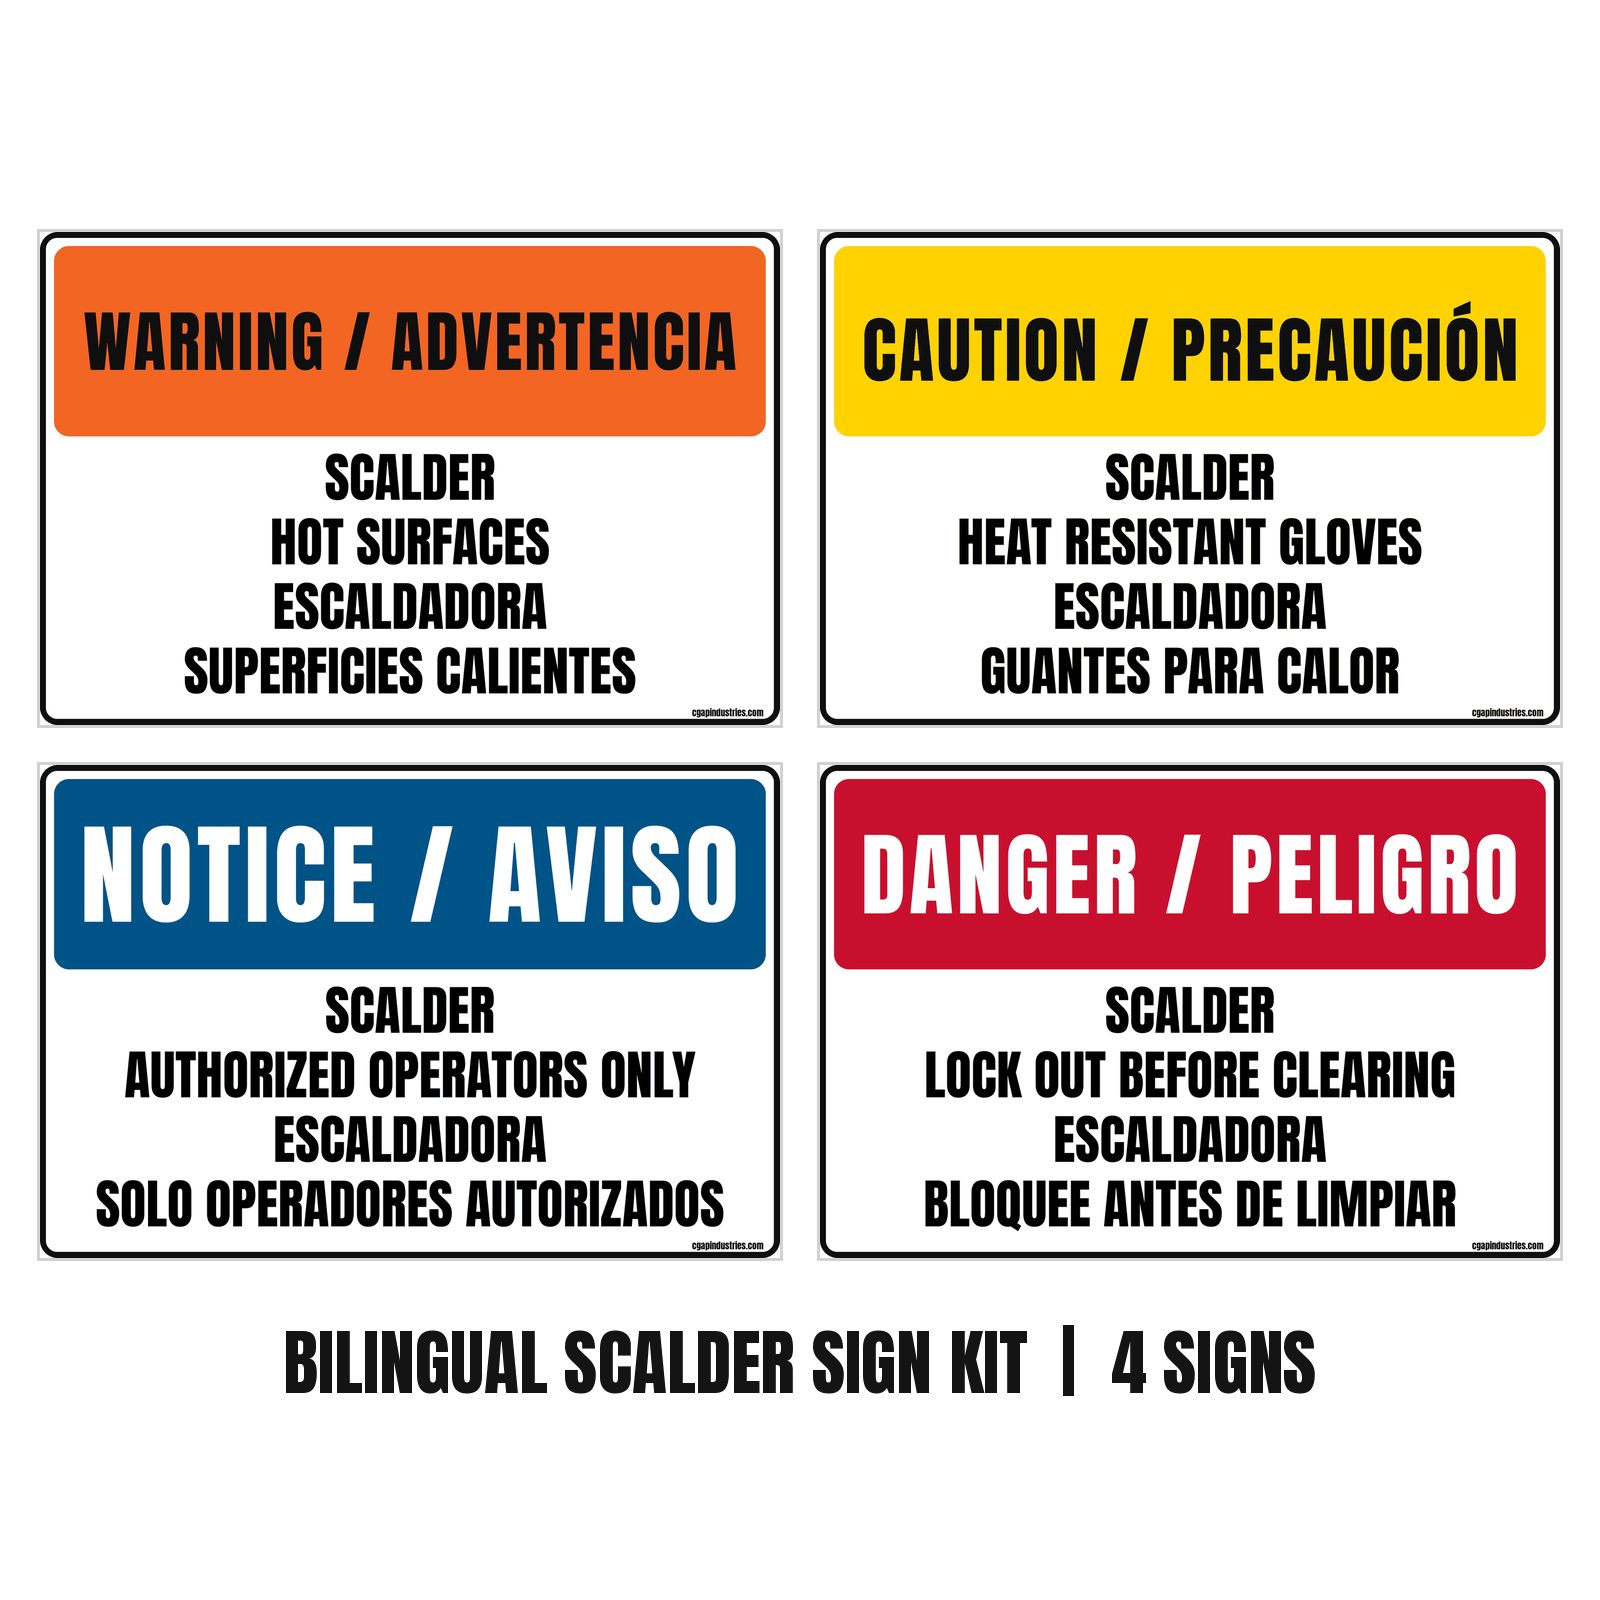 WARNING / ADVERTENCIA
SCALDER
HOT SURFACES
ESCALDADORA
SUPERFICIES CALIENTES
cgapindustries.com
CAUTION / PRECAUCIÓN
SCALDER
HEAT RESISTANT GLOVES
ESCALDADORA
GUANTES PARA CALOR
cgapindustries.com
NOTICE / AVISO
SCALDER
AUTHORIZED OPERATORS ONLY
ESCALDADORA
SOLO OPERADORES AUTORIZADOS
cgapindustries.com
DANGER / PELIGRO
SCALDER
LOCK OUT BEFORE CLEARING
ESCALDADORA
BLOQUEE ANTES DE LIMPIAR
cgapindustries.com
BILINGUAL SCALDER SIGN KIT | 4 SIGNS